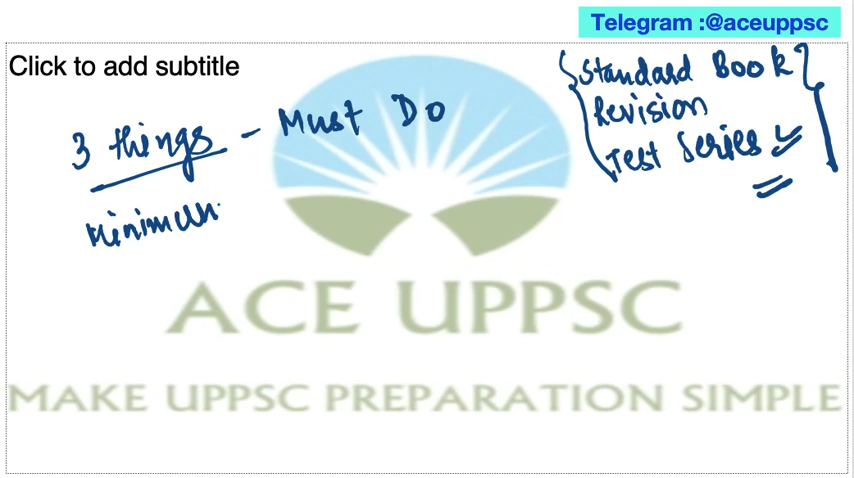 Telegram :@aceuppsc
Click to add subtitle
3 things - Must Do
Minimum
Standard Book
Revision
Test Series
ACE UPPSC
MAKE UPPSC PREPARATION SIMPLE